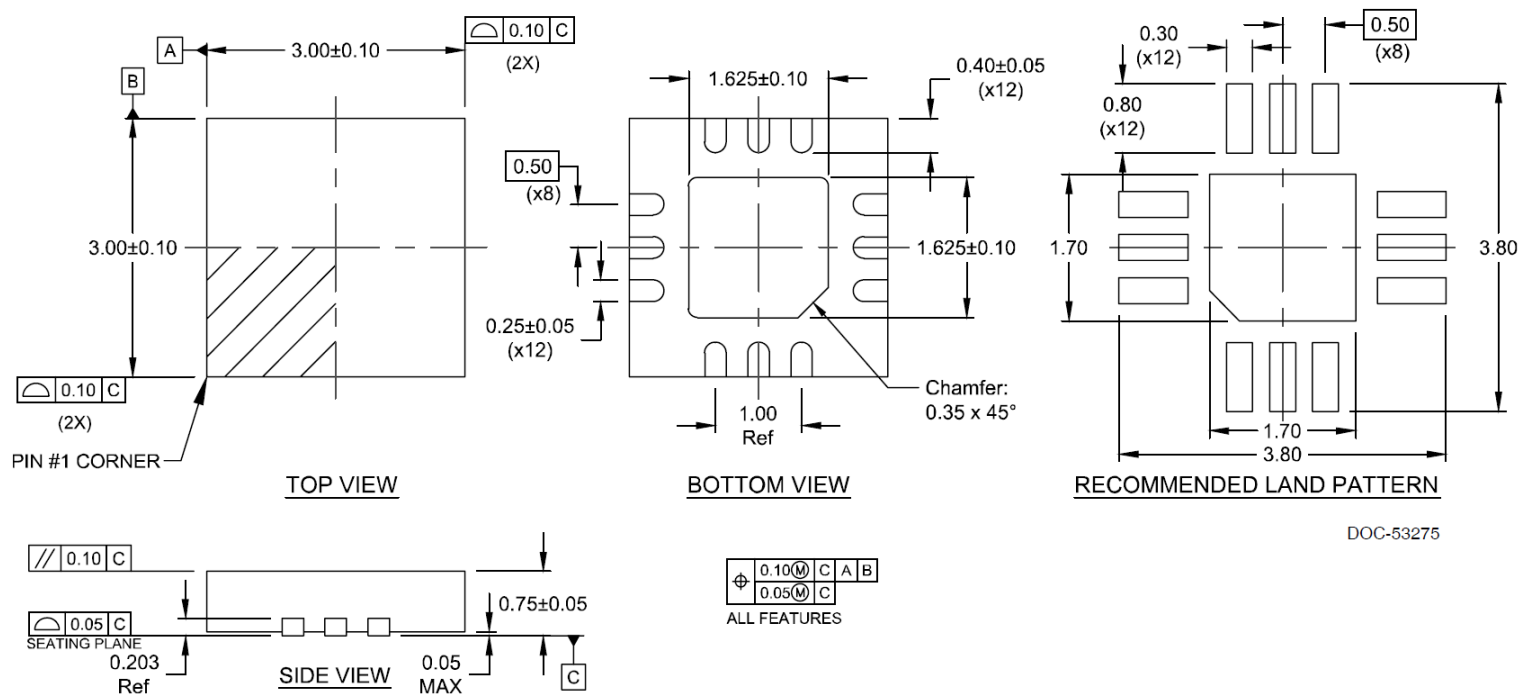 0.10 C
(2X)
A
3.00±0.10
B
3.00±0.10
0.10 C
(2X)
PIN #1 CORNER
TOP VIEW
1.625±0.10
0.40±0.05
(x12)
0.50
(x8)
1.625±0.10
0.25±0.05
(x12)
Chamfer:
0.35 x 45°
1.00
Ref
BOTTOM VIEW
0.30
(x12)
0.50
(x8)
0.80
(x12)
1.70
3.80
1.70
3.80
RECOMMENDED LAND PATTERN
DOC-53275
// 0.10 C
0.05 C
SEATING PLANE
0.203
Ref
SIDE VIEW
0.75±0.05
0.05
MAX
C
0.10Ⓜ C A B
0.05Ⓜ C
ALL FEATURES